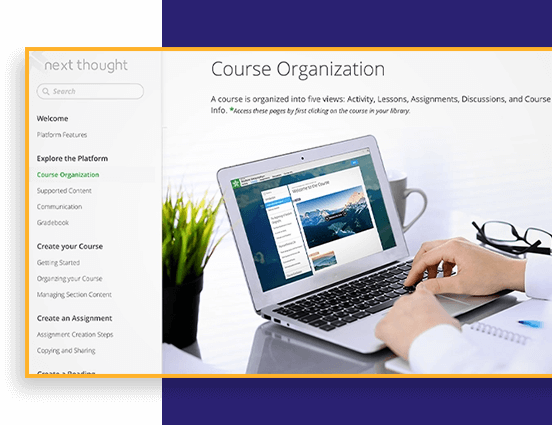 next thought
Search
Welcome
Platform Features
Explore the Platform
Course Organization
Supported Content
Communication
Gradebook
Create your Course
Getting Started
Organizing your Course
Managing Section Content
Create an Assignment
Assignment Creation Steps
Copying and Sharing
Create a Reading
Course Organization
A course is organized into five views: Activity, Lessons, Assignments, Discussions, and Course
Info. *Access these pages by first clicking on the course in your library.
Welcome to the Course